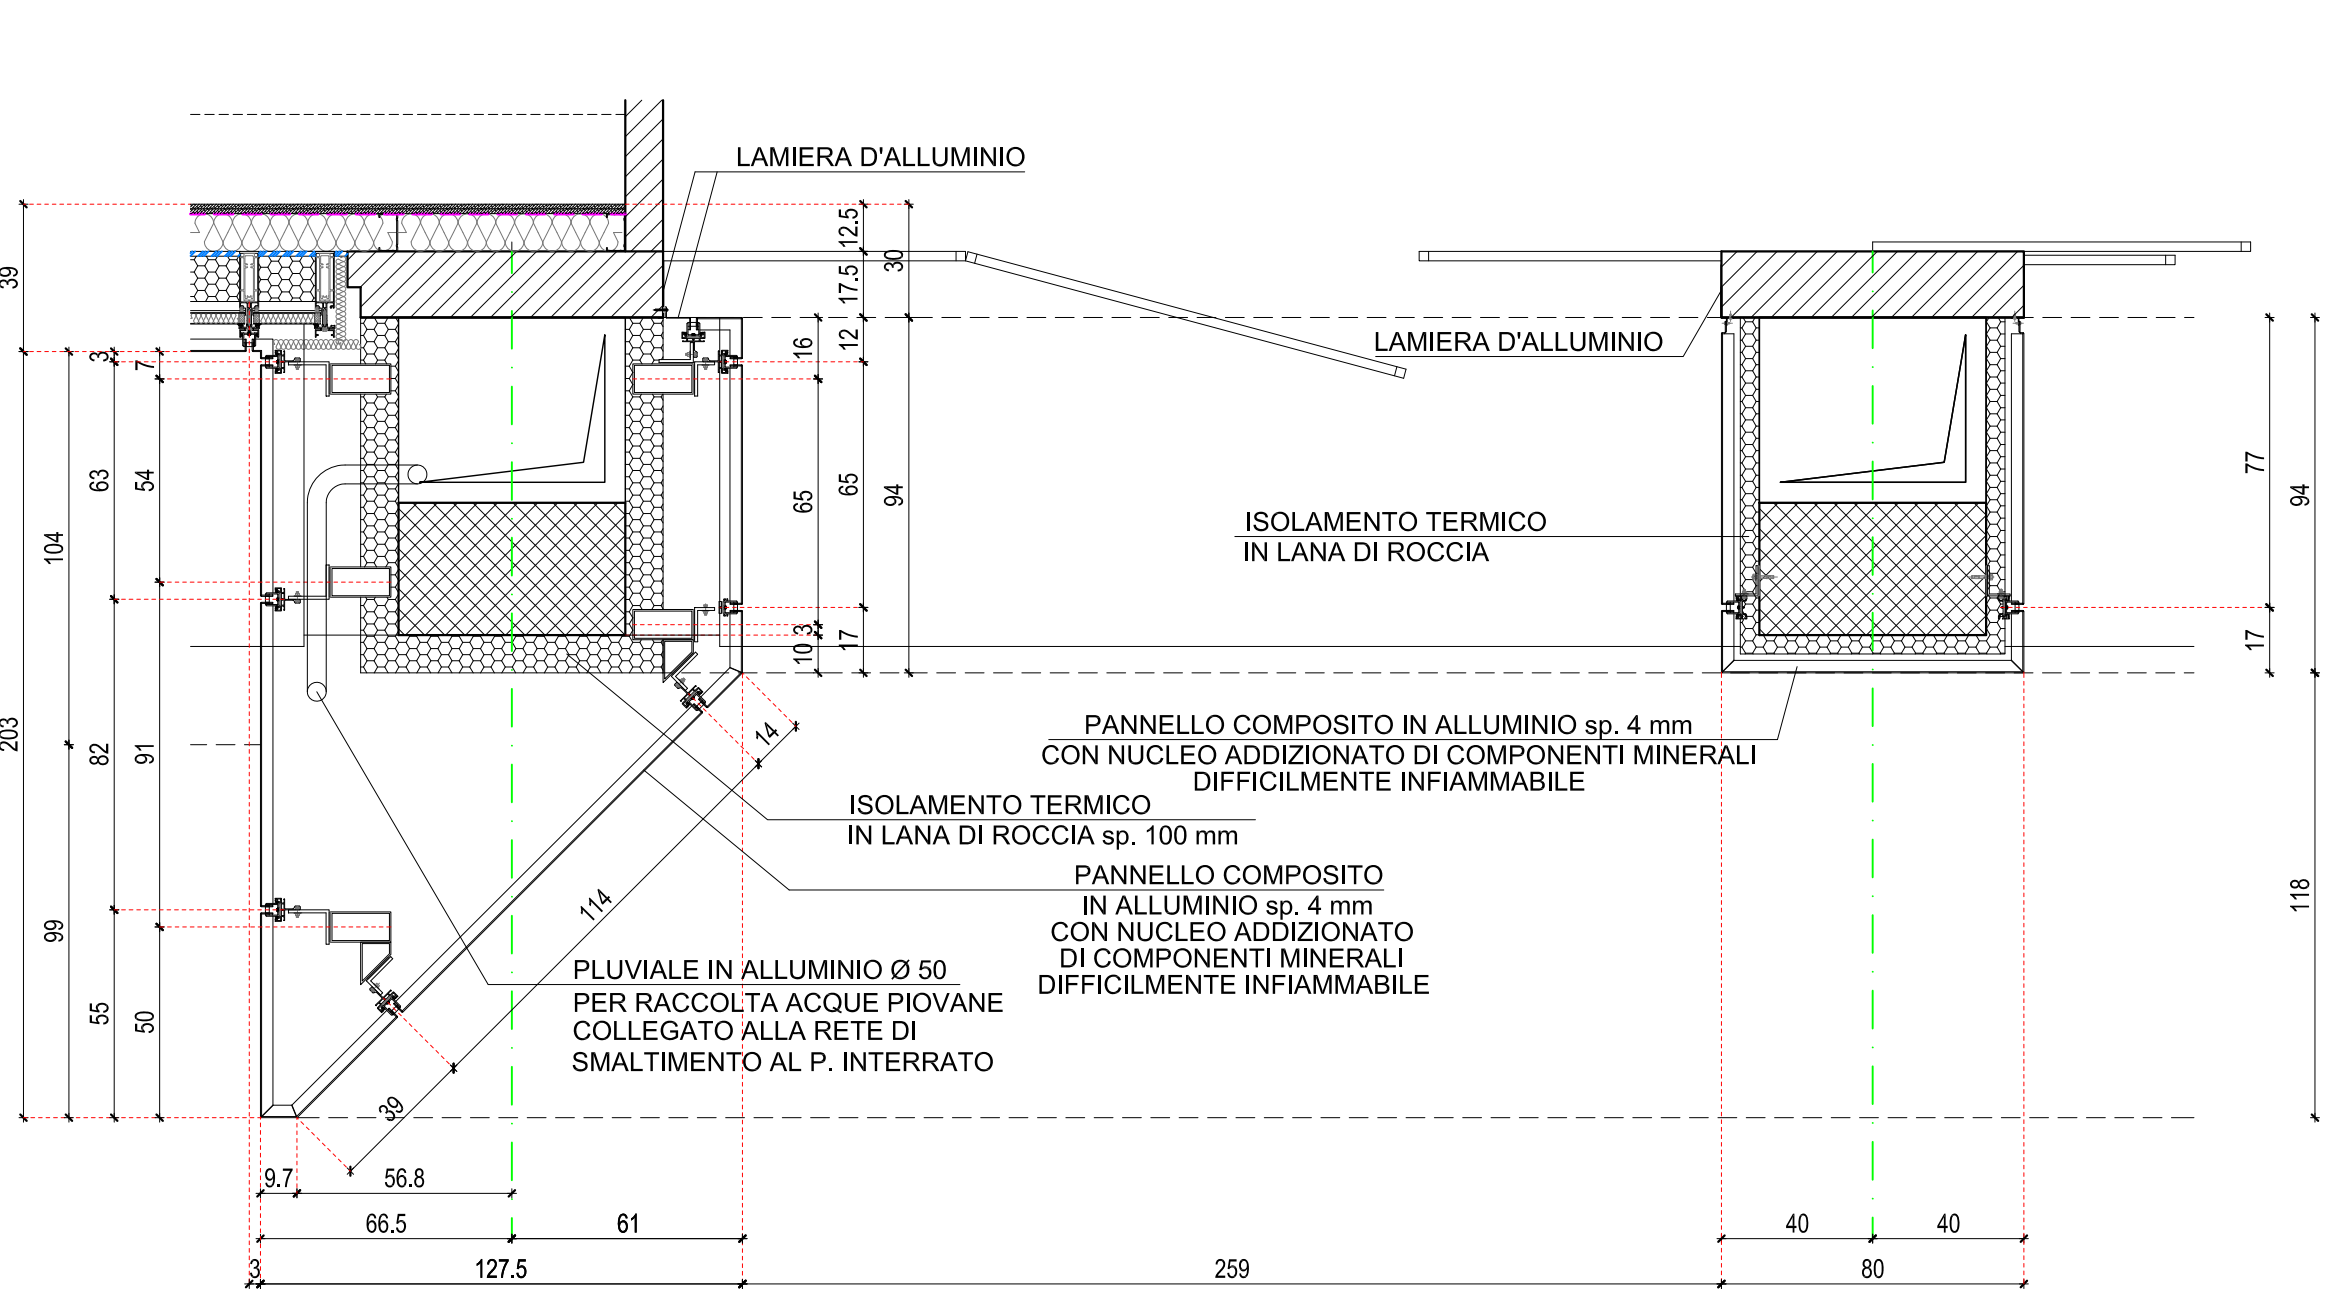 LAMIERA D'ALLUMINIO
LAMIERA D'ALLUMINIO
ISOLAMENTO TERMICO
IN LANA DI ROCCIA
PANNELLO COMPOSITO IN ALLUMINIO sp. 4 mm
CON NUCLEO ADDIZIONATO DI COMPONENTI MINERALI
DIFFICILMENTE INFIAMMABILE
ISOLAMENTO TERMICO
IN LANA DI ROCCIA sp. 100 mm
PANNELLO COMPOSITO
IN ALLUMINIO sp. 4 mm
CON NUCLEO ADDIZIONATO
DI COMPONENTI MINERALI
DIFFICILMENTE INFIAMMABILE
PLUVIALE IN ALLUMINIO Ø 50
PER RACCOLTA ACQUE PIOVANE
COLLEGATO ALLA RETE DI
SMALTIMENTO AL P. INTERRATO
39
203
104
99
3
63
82
55
7
54
91
50
16
65
3
10
12.5
17.5
12
65
17
30
94
77
17
94
118
14
114
39
9.7
56.8
66.5
61
40
40
3
127.5
259
80